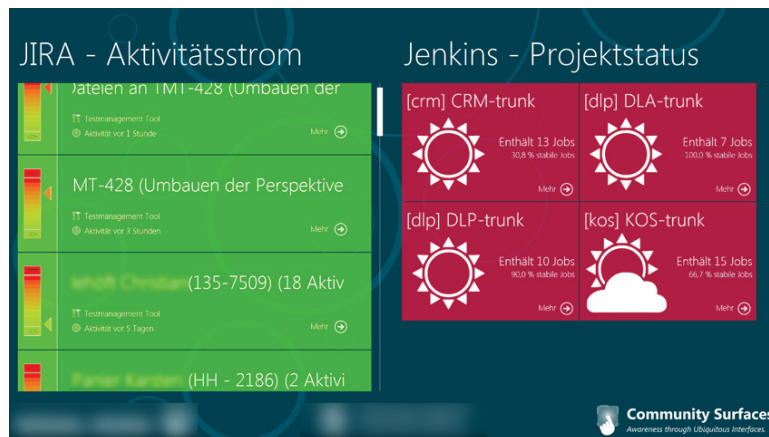 JIRA - Aktivitätsstrom
Dateien an TMT-428 (Umbauen der
Testmanagement Tool
Aktivität vor 1 Stunde
Mehr
MT-428 (Umbauen der Perspektive
Testmanagement Tool
Aktivität vor 3 Stunden
Mehr
(135-7509) (18 Aktiv
Testmanagement Tool
Aktivität vor 5 Tagen
Mehr
(HH - 2186) (2 Aktivi
Jenkins - Projektstatus
[crm] CRM-trunk
Enthält 13 Jobs
30,8 % stabile Jobs
Mehr
[dlp] DLA-trunk
Enthält 7 Jobs
100,0 % stabile Jobs
Mehr
[dlp] DLP-trunk
Enthält 10 Jobs
90,0 % stabile Jobs
Mehr
[kos] KOS-trunk
Enthält 15 Jobs
66,7 % stabile Jobs
Mehr
Community Surfaces
Awareness through Ubiquitous Interfaces